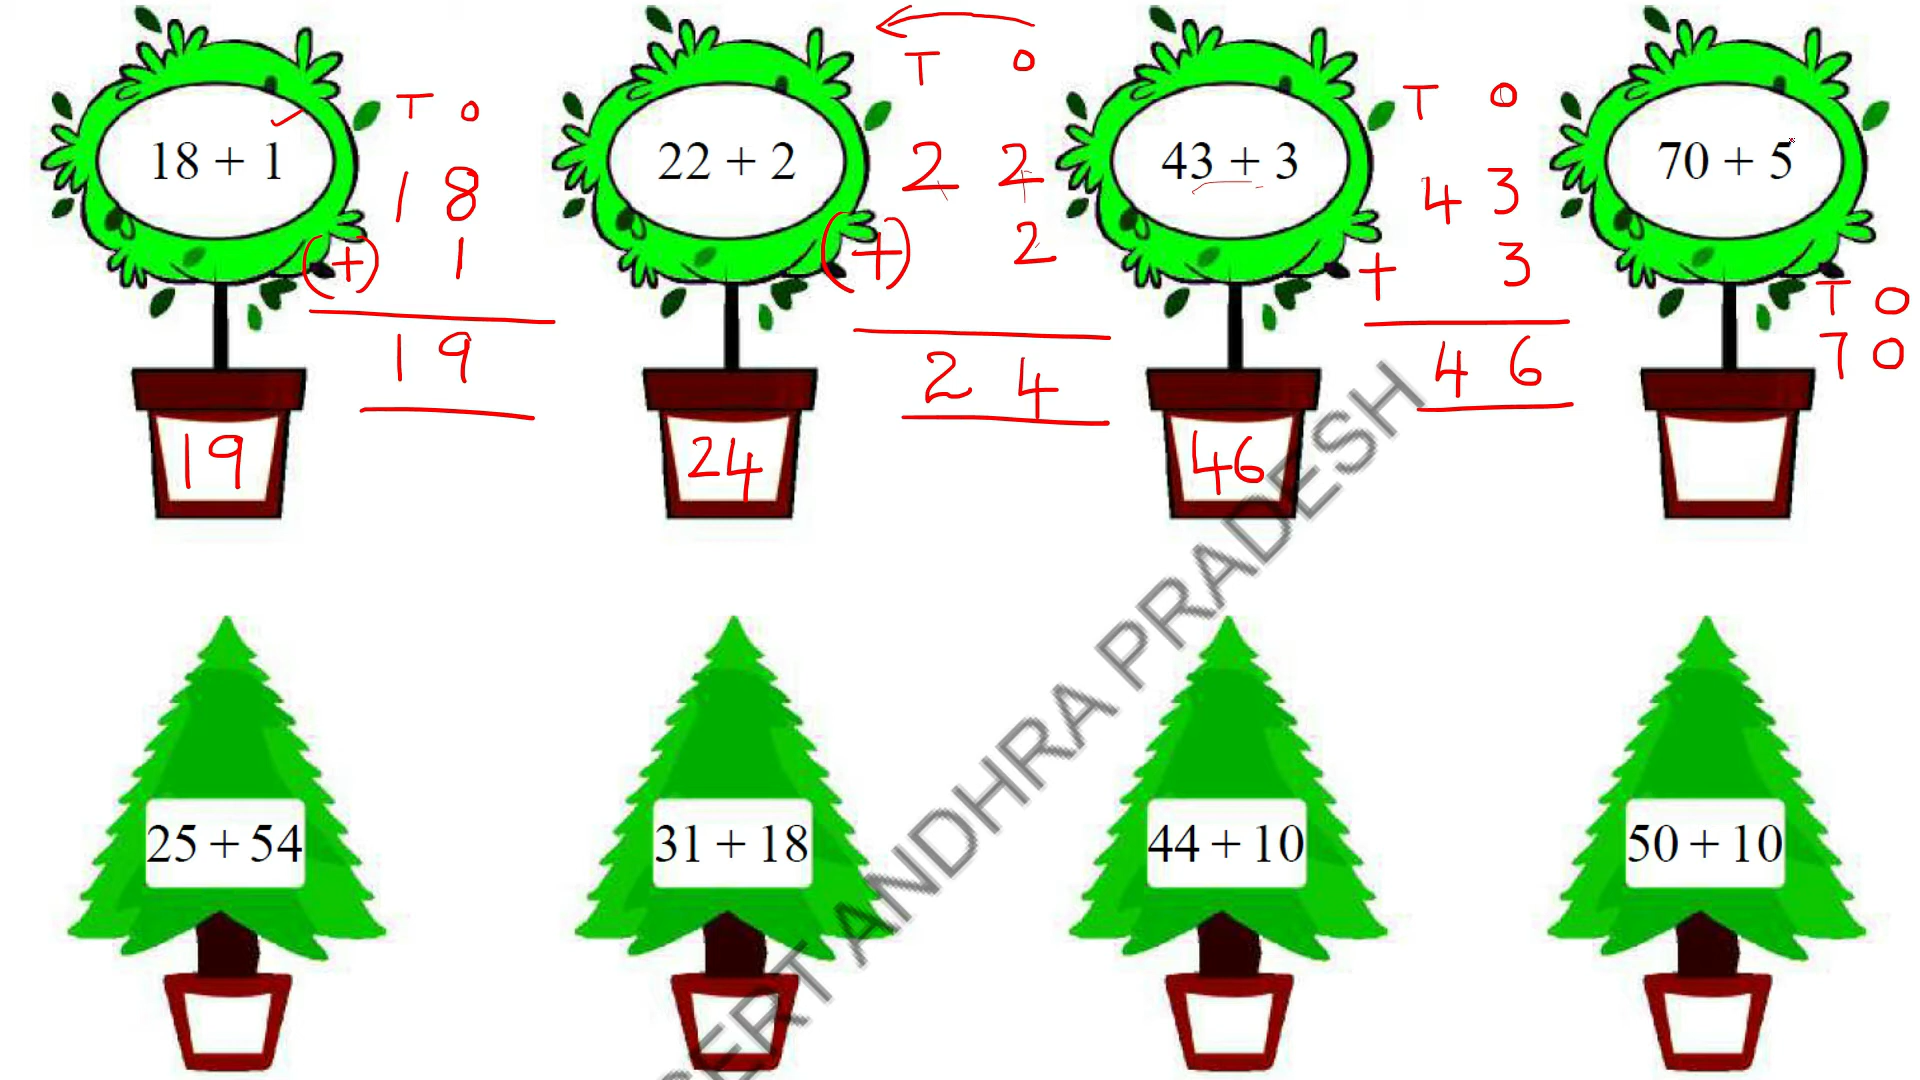 18 + 1
T O
1 8
(+) 1
1 9
19
22 + 2
T O
2 2
(+) 2
2 4
24
43 + 3
T O
4 3
+ 3
4 6
46
70 + 5
T O
7 0
25 + 54
31 + 18
44 + 10
50 + 10
ERT ANDHRA PRADESH